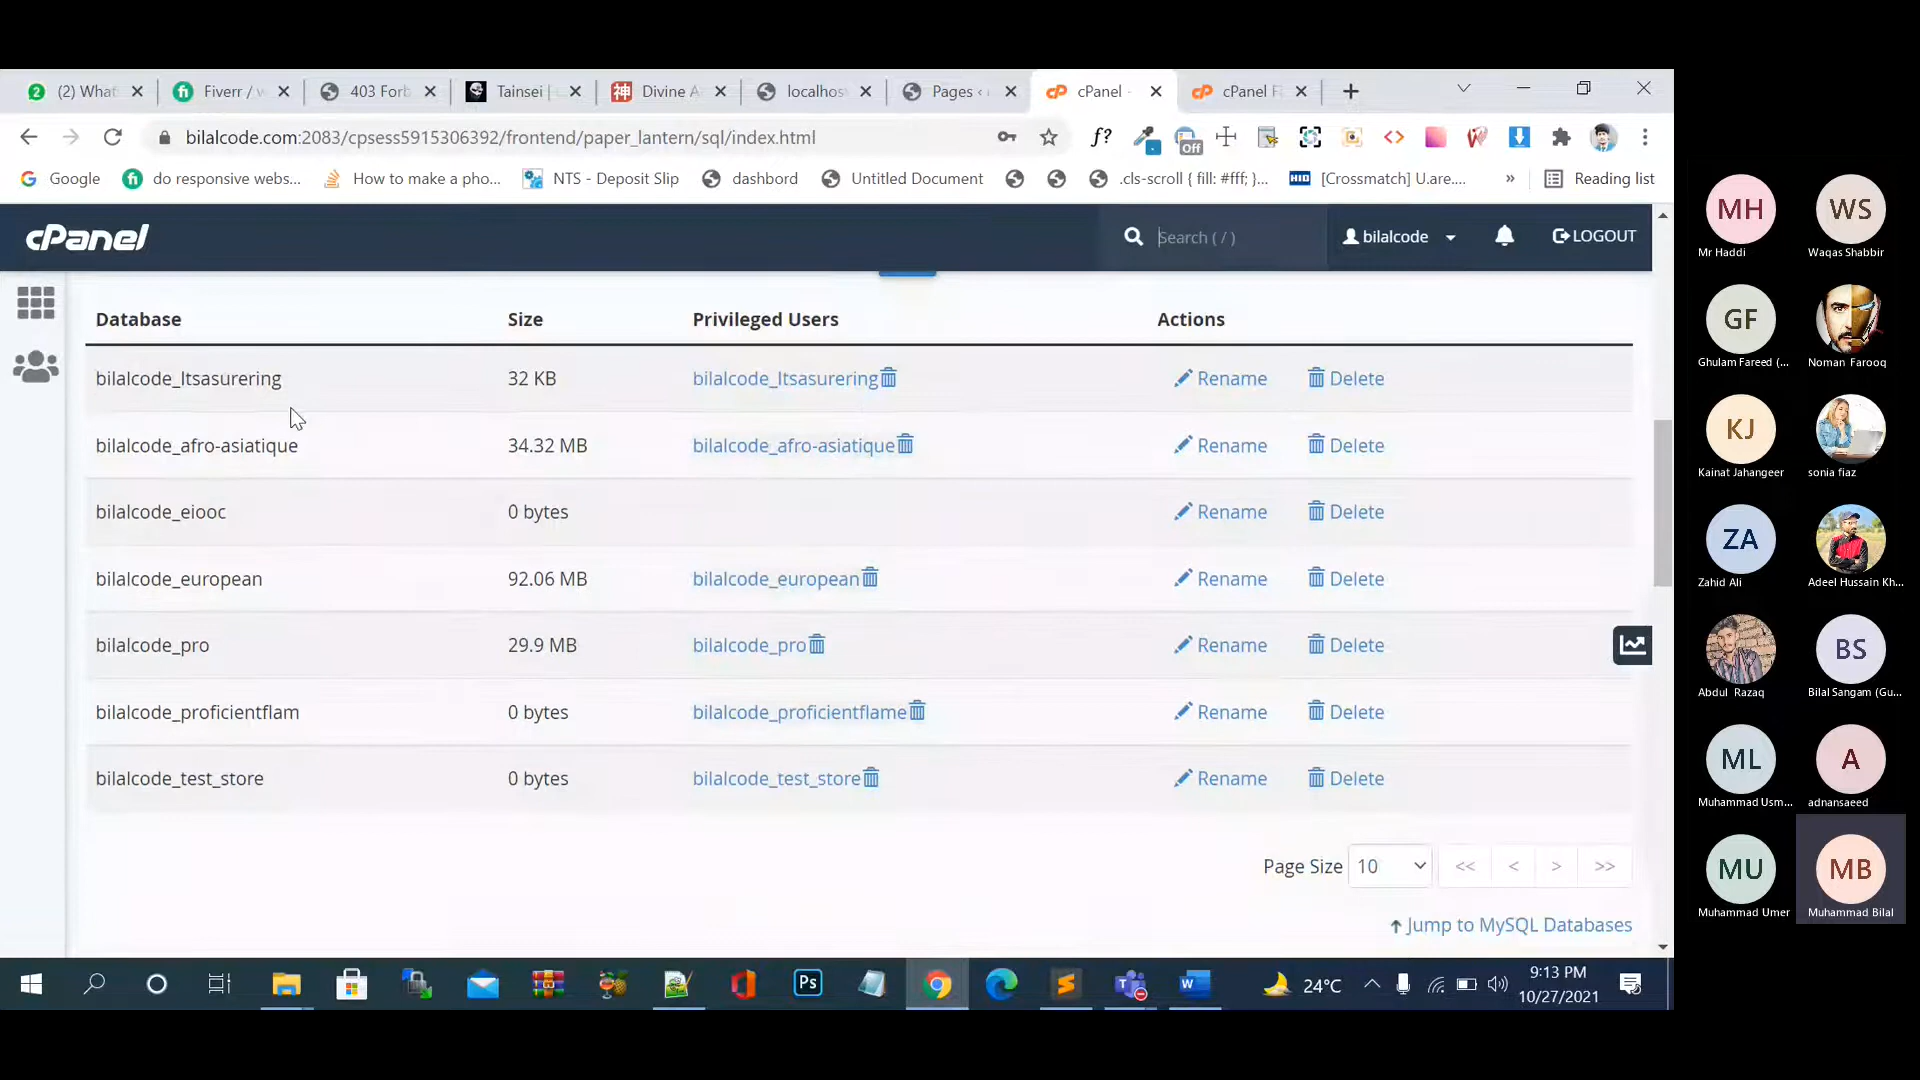 (2) What
Fiverr / w
403 Forb
Tainsei |
Divine A
localhos
Pages ‹
cPanel -
cPanel F
bilalcode.com:2083/cpsess5915306392/frontend/paper_lantern/sql/index.html
f?
Off
Google
do responsive webs...
How to make a pho...
NTS - Deposit Slip
dashbord
Untitled Document
.cls-scroll { fill: #fff; }...
HID
[Crossmatch] U.are....
»
Reading list
cPanel
Search ( / )
bilalcode
LOGOUT
Database Size Privileged Users Actions
bilalcode_Itsasurering 32 KB bilalcode_Itsasurering Rename Delete
bilalcode_afro-asiatique 34.32 MB bilalcode_afro-asiatique Rename Delete
bilalcode_eiooc 0 bytes Rename Delete
bilalcode_european 92.06 MB bilalcode_european Rename Delete
bilalcode_pro 29.9 MB bilalcode_pro Rename Delete
bilalcode_proficientflam 0 bytes bilalcode_proficientflame Rename Delete
bilalcode_test_store 0 bytes bilalcode_test_store Rename Delete
Page Size 10 << < > >>
Jump to MySQL Databases
Ps
W
24°C
9:13 PM
10/27/2021
MH WS
Mr Haddi Waqas Shabbir
GF
Ghulam Fareed (... Noman Farooq
KJ
Kainat Jahangeer sonia fiaz
ZA
Zahid Ali Adeel Hussain Kh...
BS
Abdul Razaq Bilal Sangam (Gu...
ML A
Muhammad Usm... adnansaeed
MU MB
Muhammad Umer Muhammad Bilal